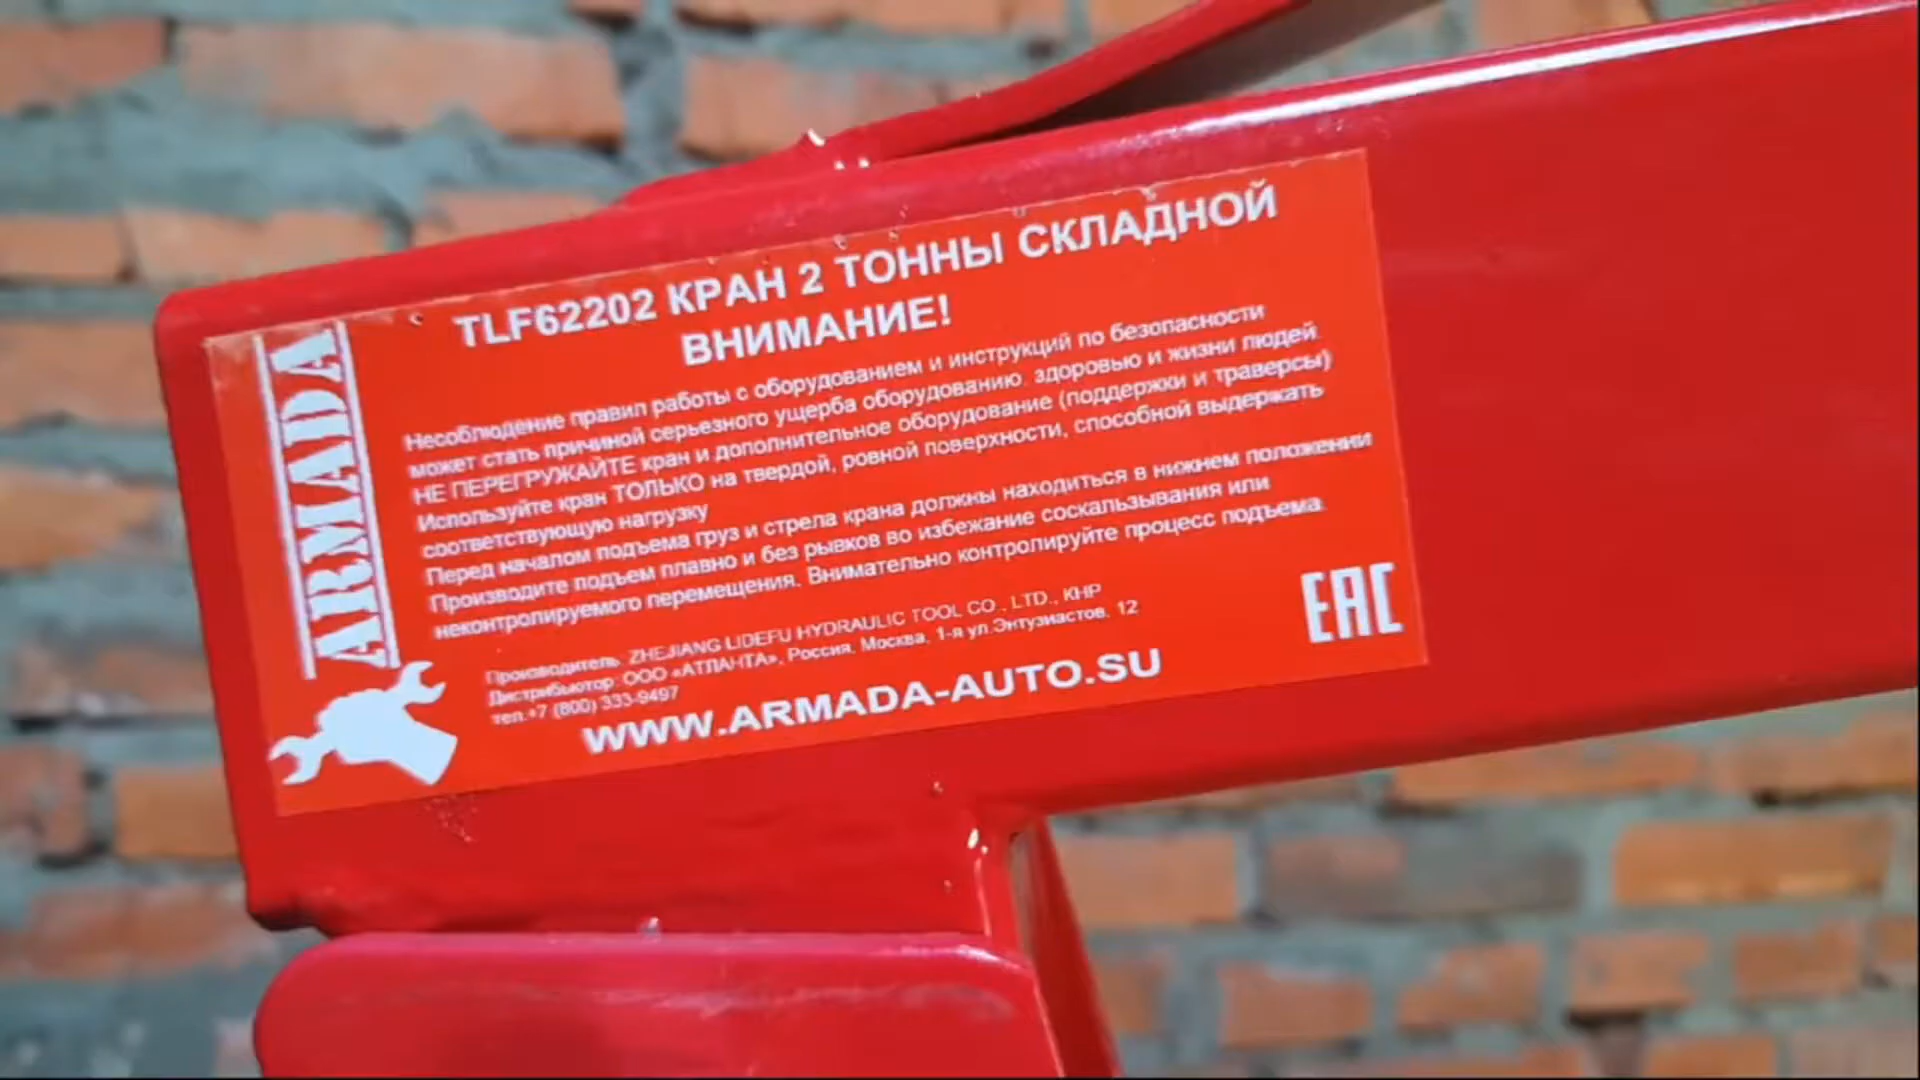 ARMADA
TLF62202 КРАН 2 ТОННЫ СКЛАДНОЙ
ВНИМАНИЕ!
Несоблюдение правил работы с оборудованием и инструкций по безопасности
может стать причиной серьезного ущерба оборудованию, здоровью и жизни людей.
НЕ ПЕРЕГРУЖАЙТЕ кран и дополнительное оборудование (поддержки и траверсы)
Используйте кран ТОЛЬКО на твердой, ровной поверхности, способной выдержать
соответствующую нагрузку
Перед началом подъема груз и стрела крана должны находиться в нижнем положении
Производите подъем плавно и без рывков во избежание соскальзывания или
неконтролируемого перемещения. Внимательно контролируйте процесс подъема.
Производитель: ZHEJIANG LIDEFU HYDRAULIC TOOL CO., LTD., КНР
Дистрибьютор: ООО «АТЛАНТА», Россия, Москва, 1-я ул.Энтузиастов, 12
тел.+7 (800) 333-9497
WWW.ARMADA-AUTO.SU
EAC